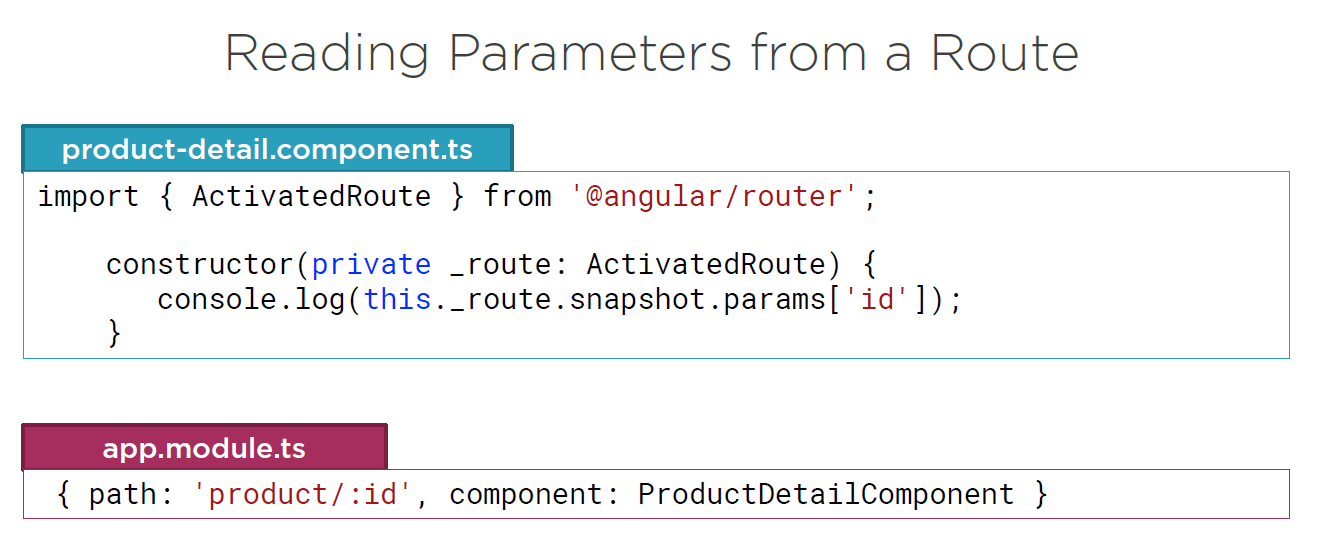 Reading Parameters from a Route
product-detail.component.ts
import { ActivatedRoute } from '@angular/router';
constructor(private _route: ActivatedRoute) {
console.log(this._route.snapshot.params['id']);
}
app.module.ts
{ path: 'product/:id', component: ProductDetailComponent }